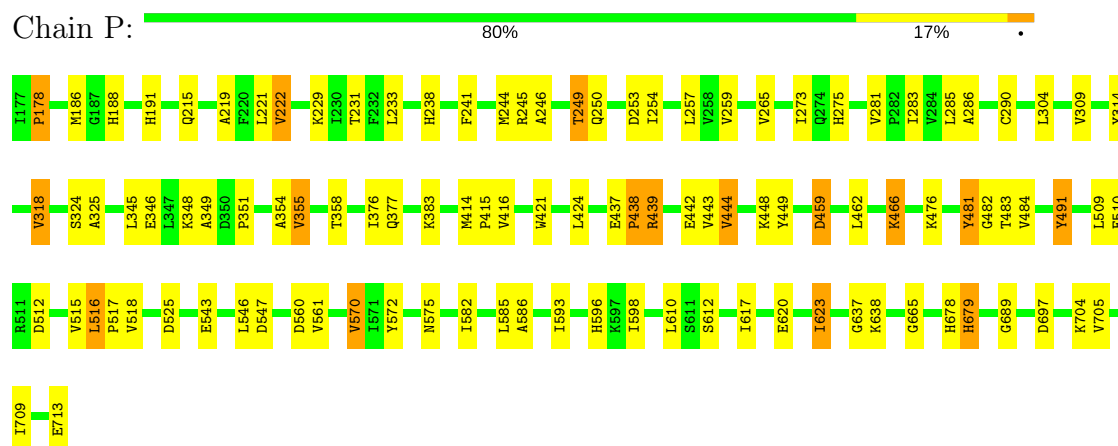 Chain P:
80% 17% •
I177 P178 M186 G187 H188 H191 Q215 A219 F220 L221 V222 K229 I230 T231 F232 L233 H238 F241 M244 R245 A246 T249 Q250 D253 I254 L257 V258 V259 V265 I273 Q274 H275 V281 P282 I283 V284 L285 A286 C290 L304 V309 Y314
V318 S324 A325 L345 E346 L347 K348 A349 D350 P351 A354 V355 T358 I376 Q377 K383 M414 P415 V416 W421 L424 E437 P438 R439 E442 V443 V444 K448 Y449 D459 L462 K466 K476 Y481 G482 T483 V484 Y491 L509 E510
R511 D512 V515 L516 P517 V518 D525 E543 L546 D547 D560 V561 V570 I571 Y572 N575 I582 L585 A586 I593 H596 K597 I598 L610 S611 S612 I617 E620 I623 G637 K638 G665 H678 H679 G689 D697 K704 V705
I709 E713